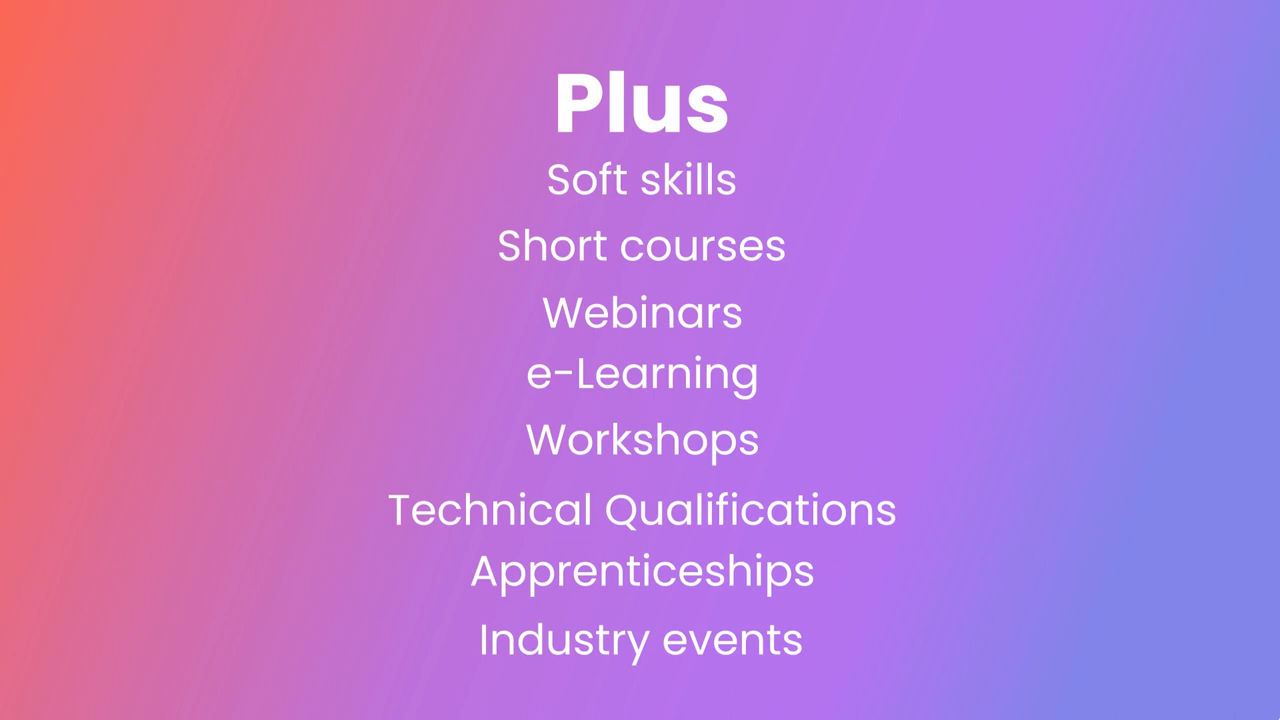 Plus
Soft skills
Short courses
Webinars
e-Learning
Workshops
Technical Qualifications
Apprenticeships
Industry events